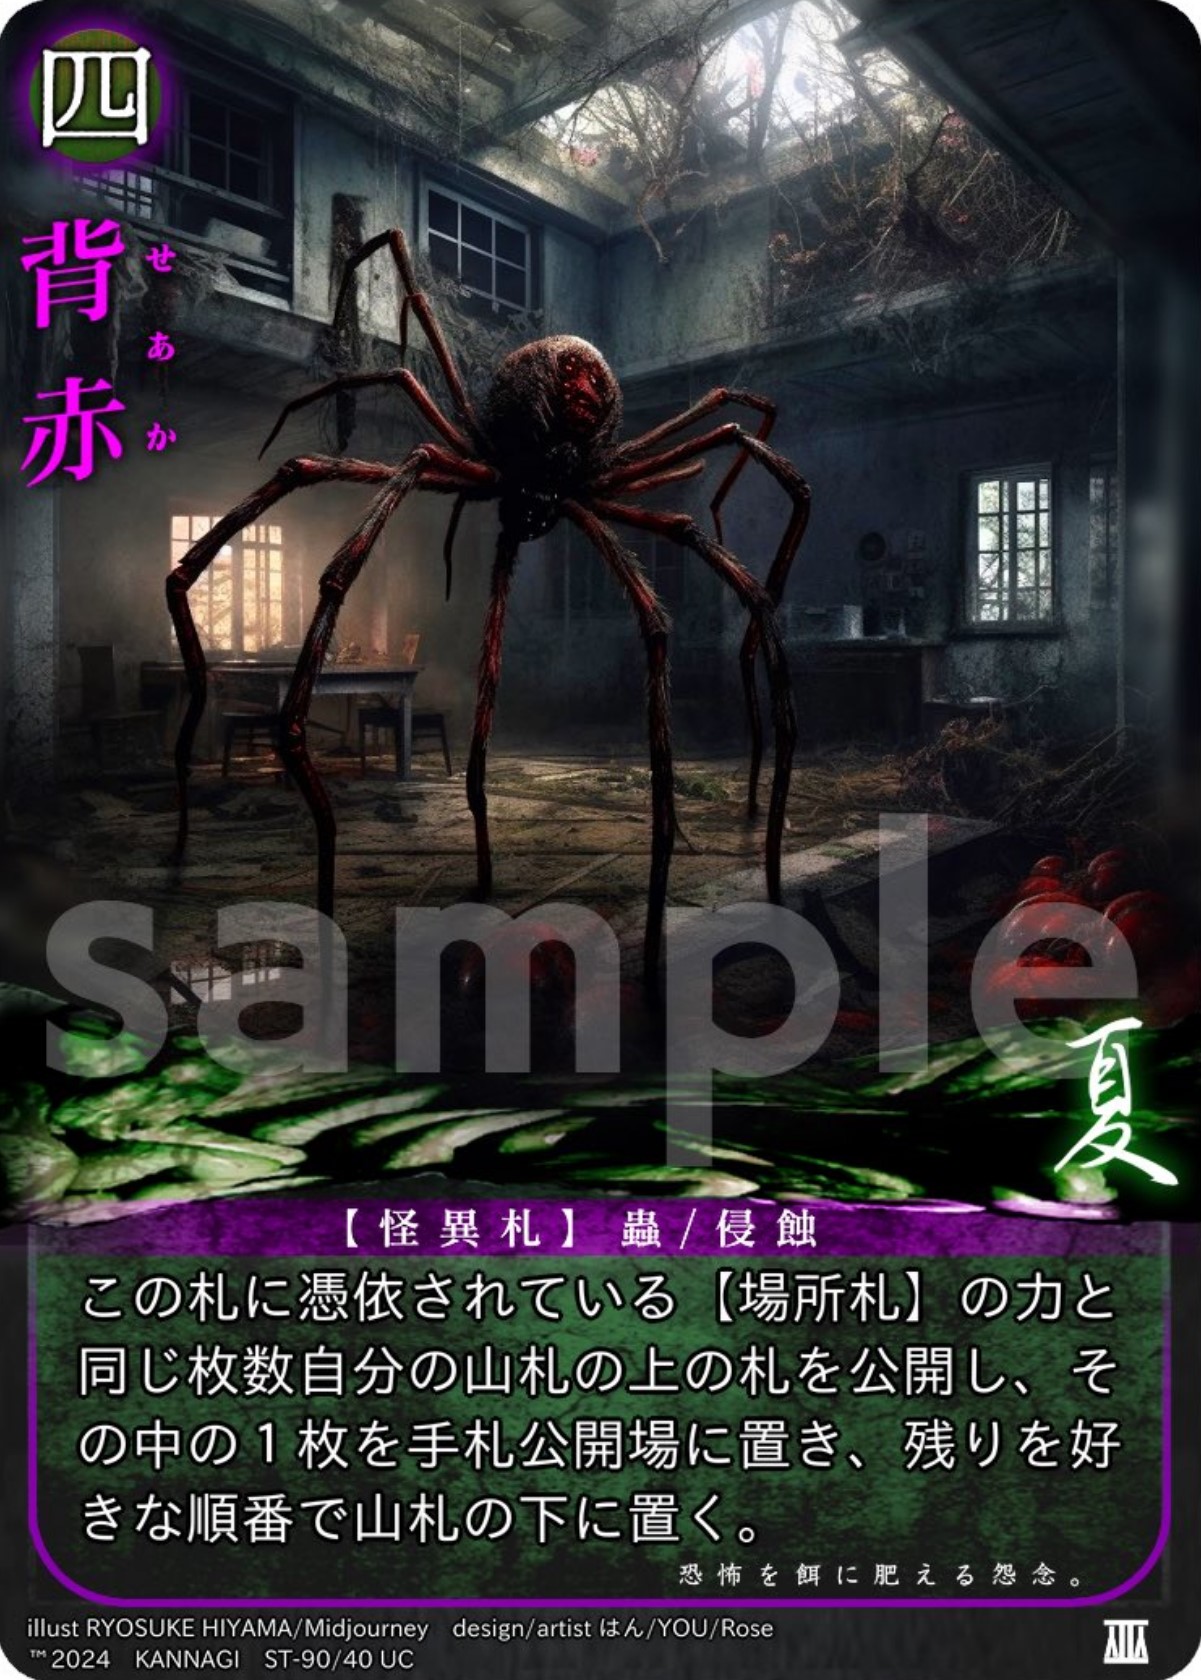 四
背赤
せあか
sample
夏
【怪異札】 蟲/侵蝕
この札に憑依されている【場所札】の力と
同じ枚数自分の山札の上の札を公開し、そ
の中の1枚を手札公開場に置き、残りを好
きな順番で山札の下に置く。
恐怖を餌に肥える怨念。
illust RYOSUKE HIYAMA/Midjourney design/artist はん/YOU/Rose
™2024 KANNAGI ST-90/40 UC